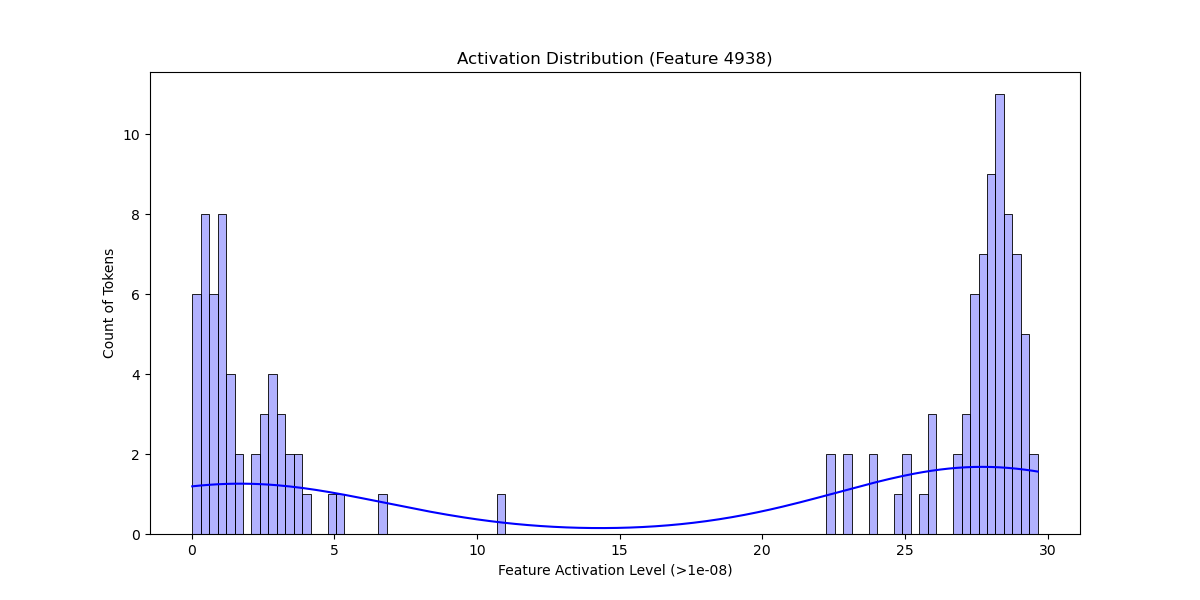 Activation Distribution (Feature 4938)
10
8
6
4
2
0
Count of Tokens
0 5 10 15 20 25 30
Feature Activation Level (>1e-08)